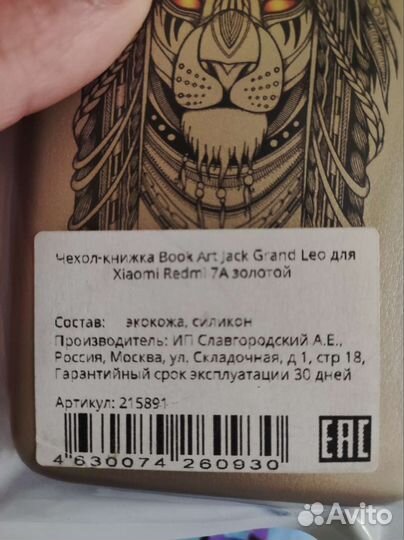 Чехол-книжка Book Art Jack Grand Leo для
Xiaomi Redmi 7A золотой
Состав: экокожа, силикон
Производитель: ИП Славгородский А.Е.,
Россия, Москва, ул. Складочная, д 1, стр 18,
Гарантийный срок эксплуатации 30 дней
Артикул: 215891
4 630074 260930
EAC
Avito